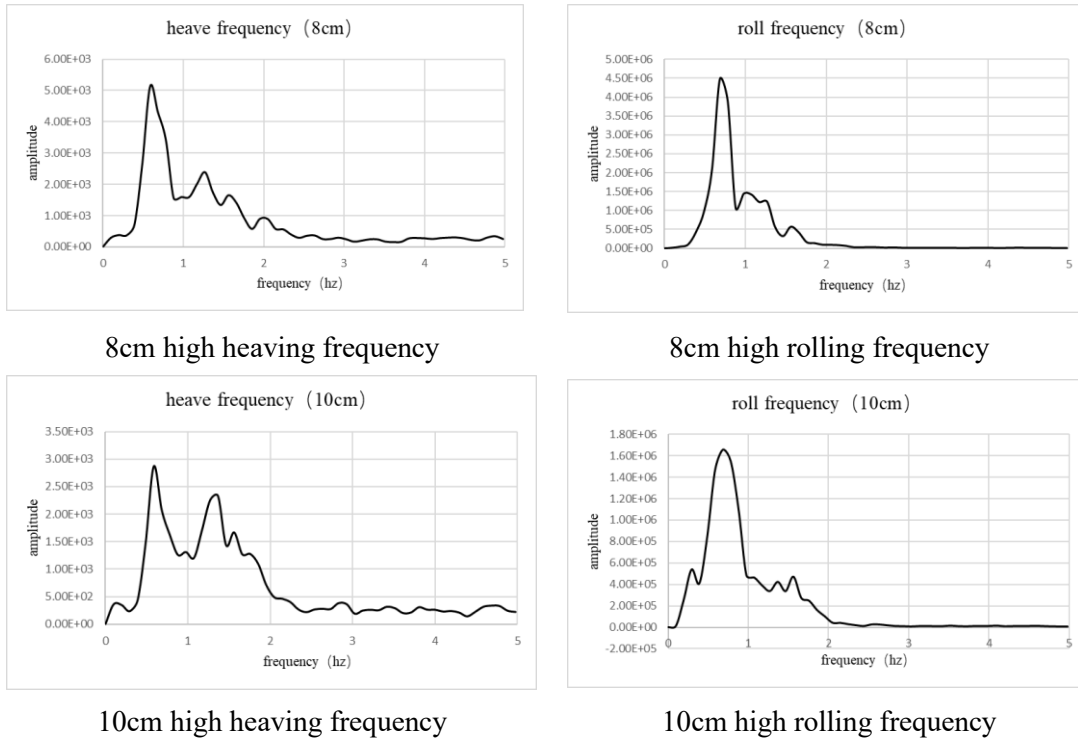 heave frequency (8cm)
6.00E+03
5.00E+03
4.00E+03
3.00E+03
2.00E+03
1.00E+03
0.00E+00
amplitude
0 1 2 3 4 5
frequency (hz)
8cm high heaving frequency
roll frequency (8cm)
5.00E+06
4.50E+06
4.00E+06
3.50E+06
3.00E+06
2.50E+06
2.00E+06
1.50E+06
1.00E+06
5.00E+05
0.00E+00
amplitude
0 1 2 3 4 5
frequency (hz)
8cm high rolling frequency
heave frequency (10cm)
3.50E+03
3.00E+03
2.50E+03
2.00E+03
1.50E+03
1.00E+03
5.00E+02
0.00E+00
amplitude
0 1 2 3 4 5
frequency (hz)
10cm high heaving frequency
roll frequency (10cm)
1.80E+06
1.60E+06
1.40E+06
1.20E+06
1.00E+06
8.00E+05
6.00E+05
4.00E+05
2.00E+05
0.00E+00
-2.00E+05
amplitude
0 1 2 3 4 5
frequency (hz)
10cm high rolling frequency